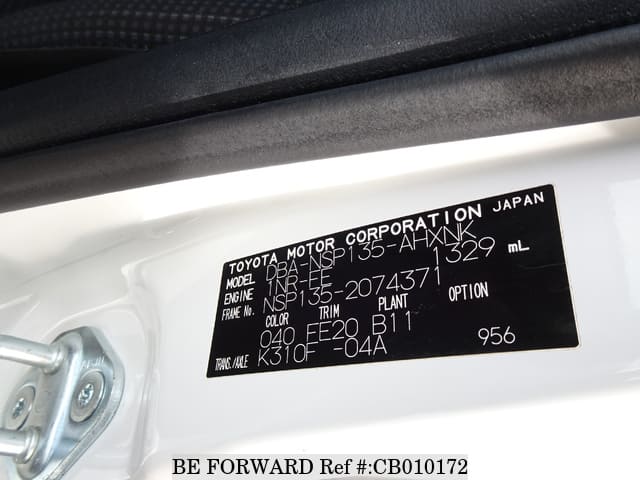 TOYOTA MOTOR CORPORATION JAPAN
MODEL DBA-NSP135-AHXNK
ENGINE 1NR-FE 1329 mL
FRAME No. NSP135-2074371
COLOR TRIM PLANT OPTION
040 EE20 B11
TRANS./AXLE K310F -04A 956
BE FORWARD Ref #:CB010172